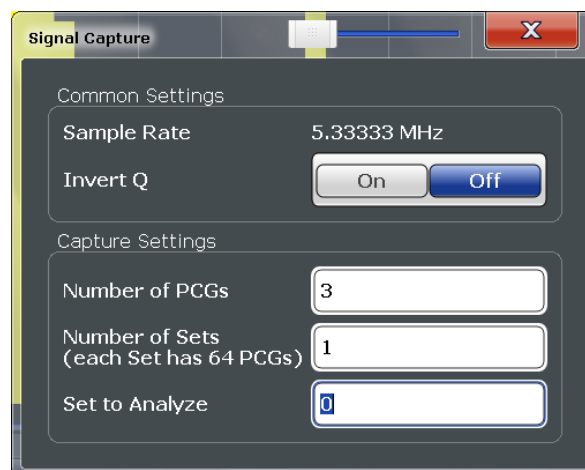 Signal Capture
X
Common Settings
Sample Rate 5.33333 MHz
Invert Q On Off
Capture Settings
Number of PCGs 3
Number of Sets
(each Set has 64 PCGs) 1
Set to Analyze 0